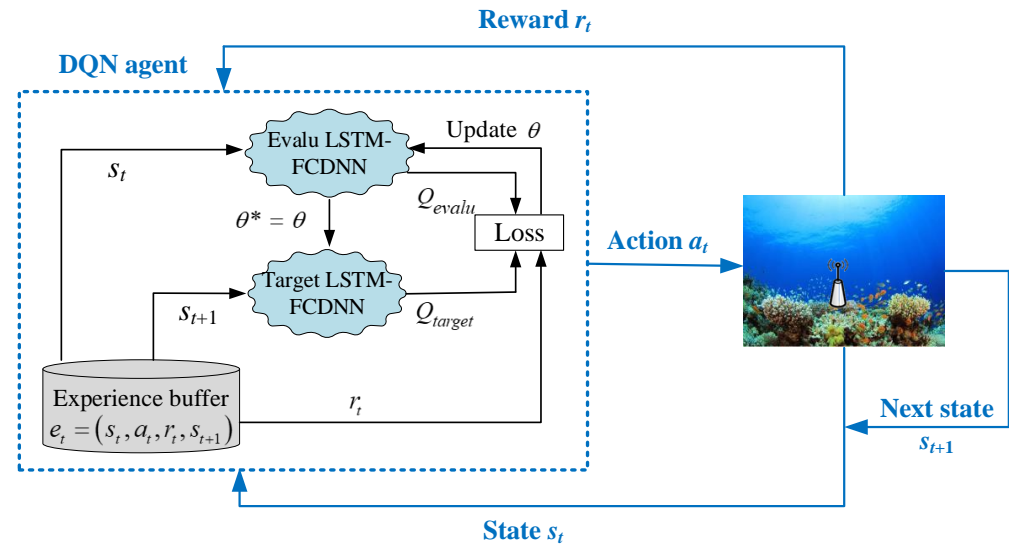 Reward r_t
DQN agent
Evalu LSTM-
FCDNN
Update θ
s_t
Q_evalu
θ* = θ
Loss
Action a_t
Target LSTM-
FCDNN
s_{t+1}
Q_target
Experience buffer
e_t = (s_t, a_t, r_t, s_{t+1})
r_t
Next state
s_{t+1}
State s_t